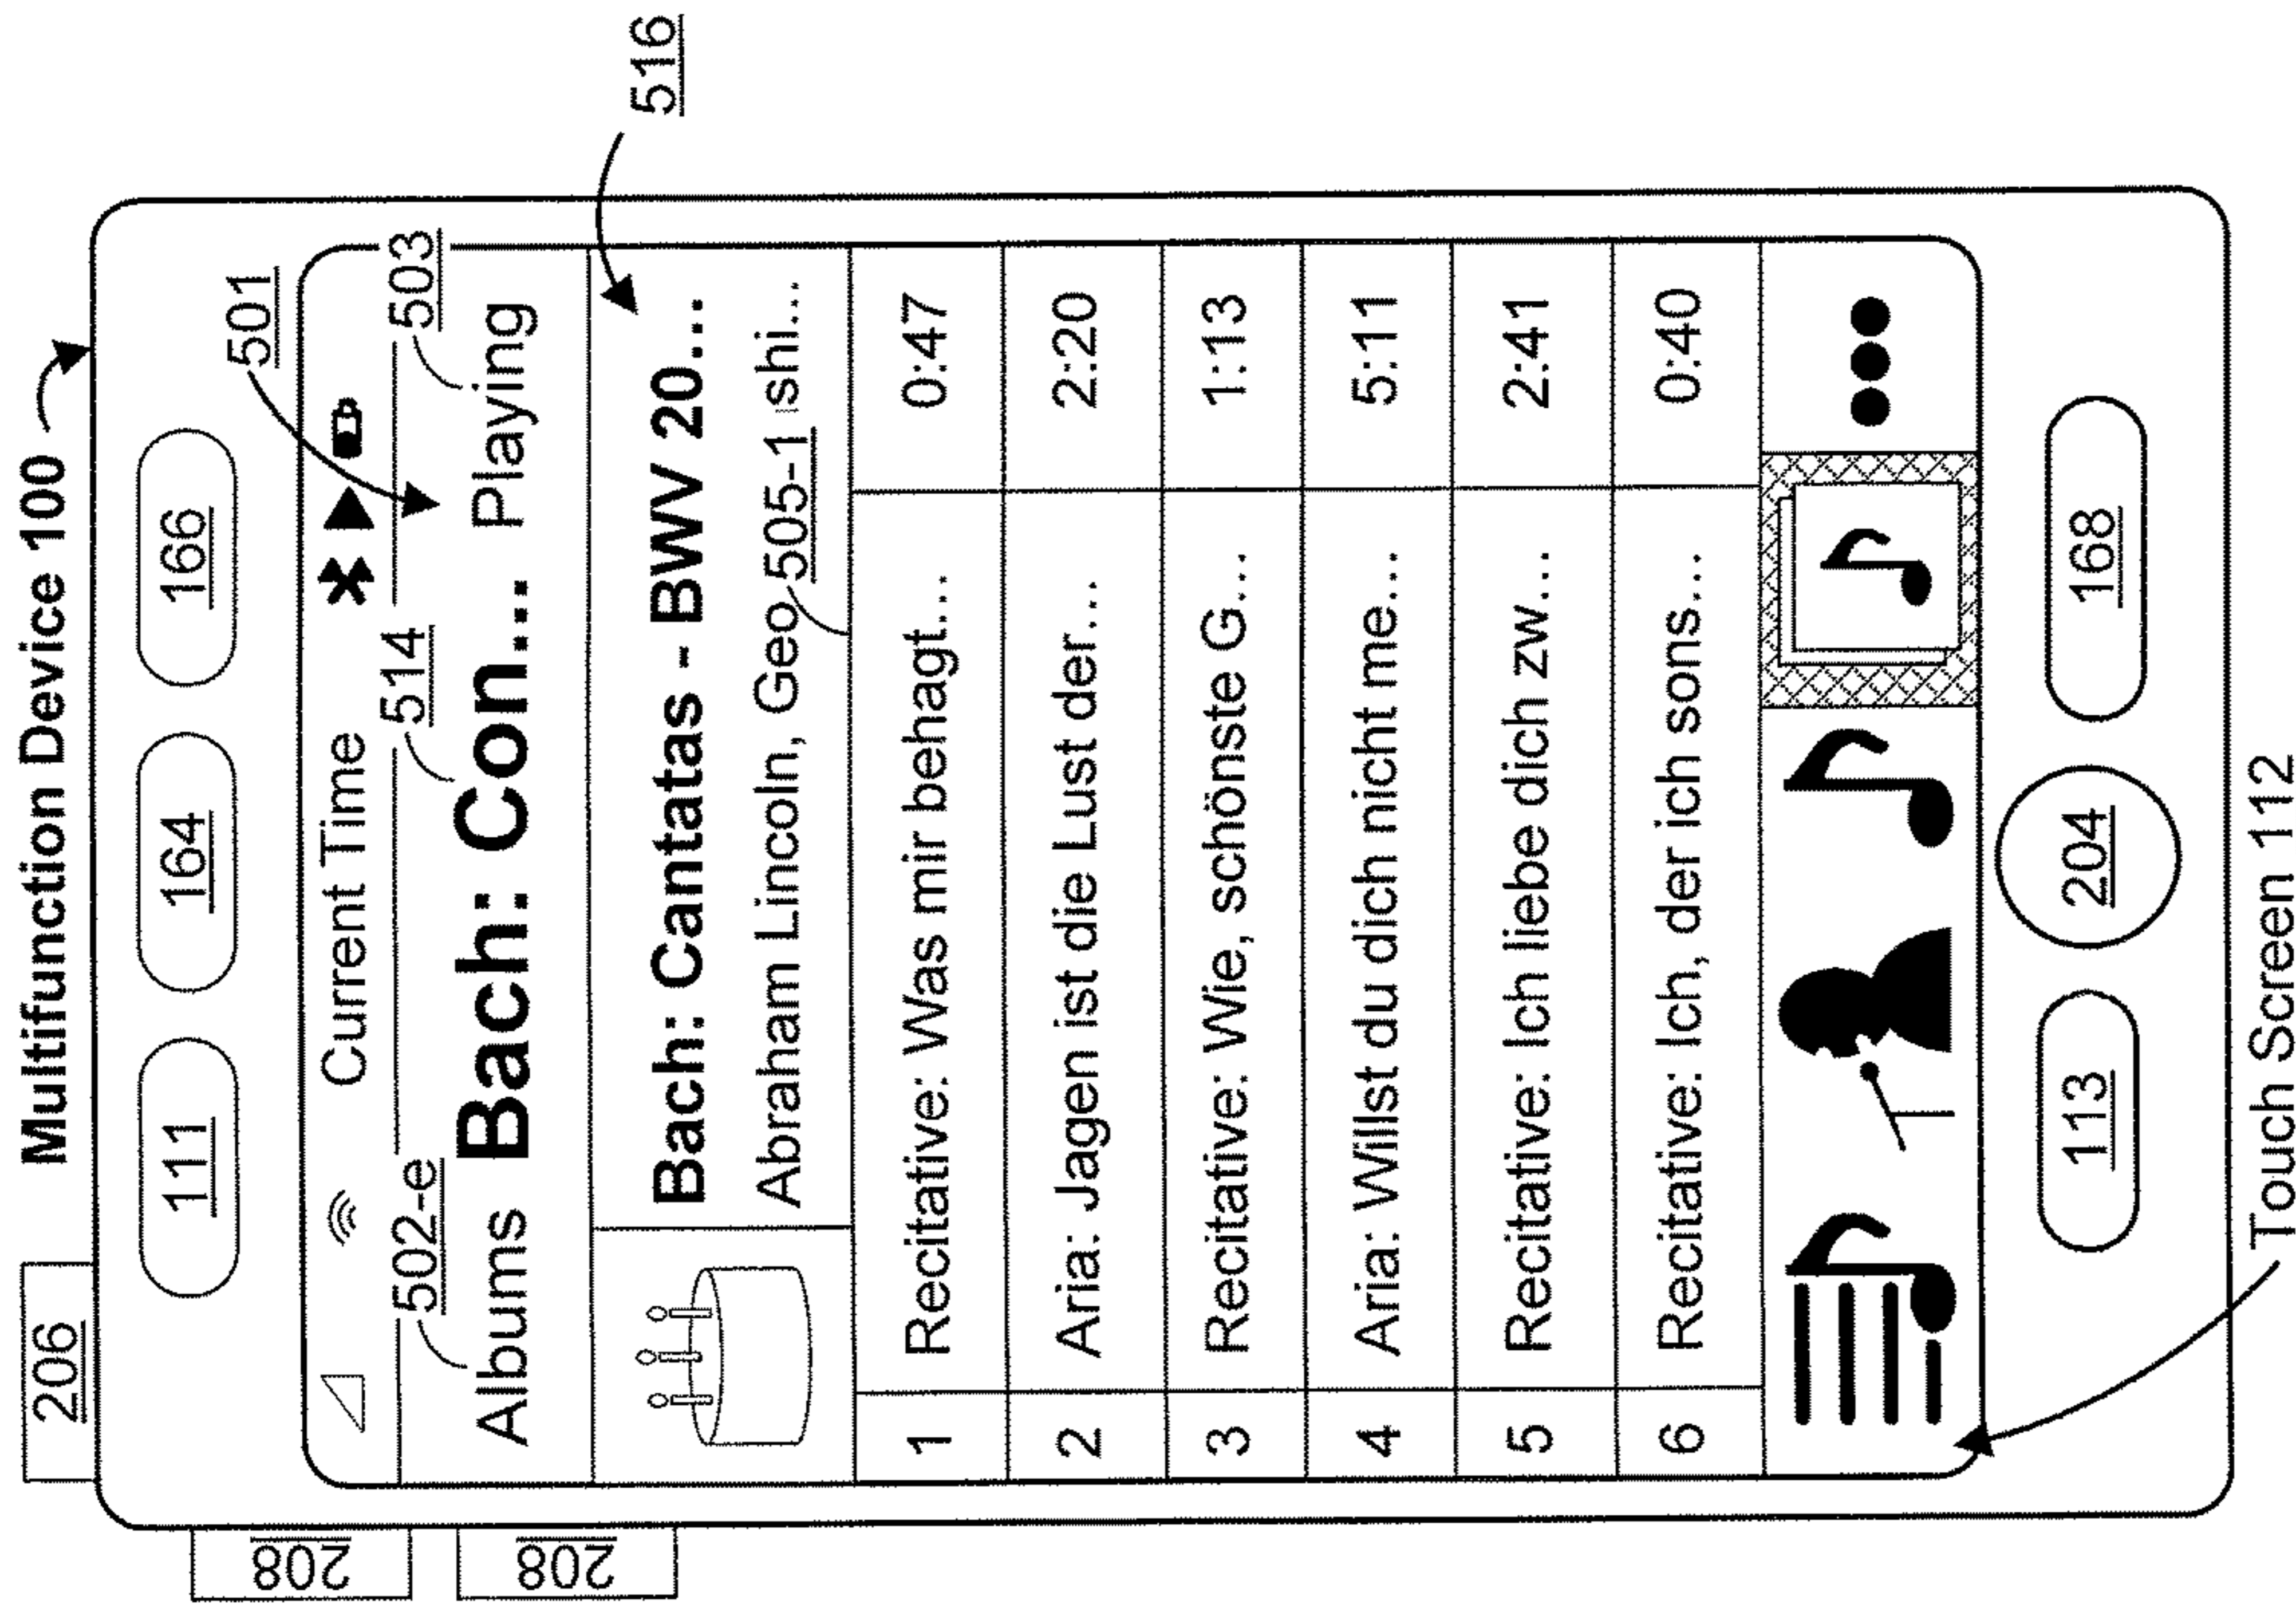 Multifunction Device 100
206
208
208
111 164 166
501
Current Time
502-e 514 503
Albums Bach: Con... Playing
516
Bach: Cantatas - BWV 20...
Abraham Lincoln, Geo 505-1 shi...
1 Recitative: Was mir behagt... 0:47
2 Aria: Jagen ist die Lust der... 2:20
3 Recitative: Wie, schönste G... 1:13
4 Aria: Willst du dich nicht me... 5:11
5 Recitative: Ich liebe dich zw... 2:41
6 Recitative: Ich, der ich sons... 0:40
113 204 168
Touch Screen 112